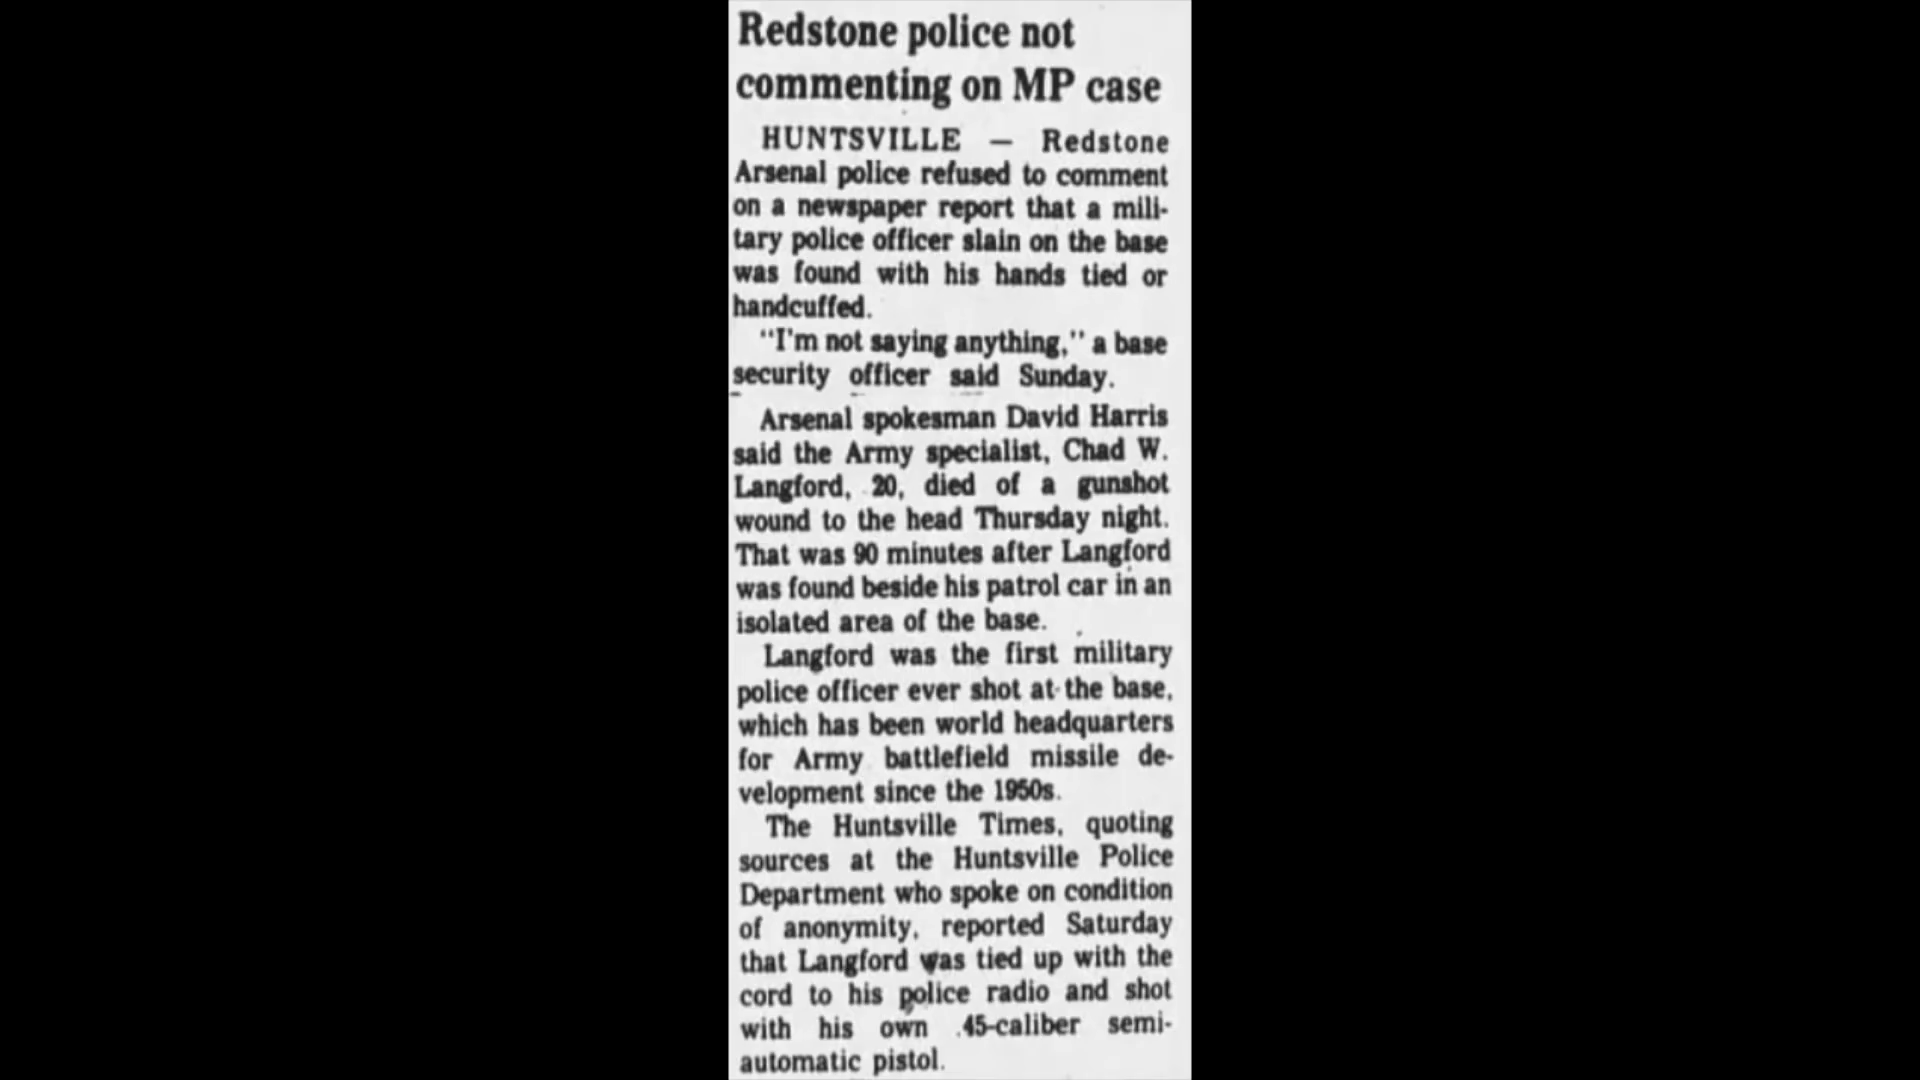 Redstone police not
commenting on MP case
HUNTSVILLE — Redstone
Arsenal police refused to comment
on a newspaper report that a mili-
tary police officer slain on the base
was found with his hands tied or
handcuffed.
"I'm not saying anything," a base
security officer said Sunday.
Arsenal spokesman David Harris
said the Army specialist, Chad W.
Langford, 20, died of a gunshot
wound to the head Thursday night.
That was 90 minutes after Langford
was found beside his patrol car in an
isolated area of the base.
Langford was the first military
police officer ever shot at the base,
which has been world headquarters
for Army battlefield missile de-
velopment since the 1950s.
The Huntsville Times, quoting
sources at the Huntsville Police
Department who spoke on condition
of anonymity, reported Saturday
that Langford was tied up with the
cord to his police radio and shot
with his own .45-caliber semi-
automatic pistol.